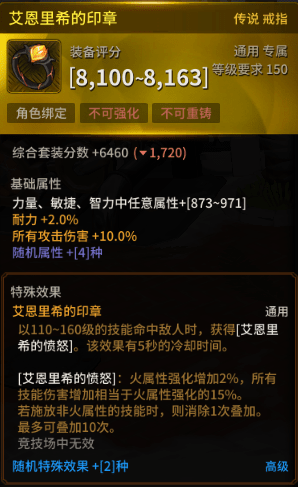 艾恩里希的印章
传说 戒指
装备评分
[8,100~8,163]
通用 专属
等级要求 150
角色绑定 不可强化 不可重铸
综合套装分数 +6460 (▼1,720)
基础属性
力量、敏捷、智力中任意属性+[873~971]
耐力 +2.0%
所有攻击伤害 +10.0%
随机属性 +[4]种
特殊效果
艾恩里希的印章 通用
以110~160级的技能命中敌人时，获得[艾恩里
希的愤怒]。该效果有5秒的冷却时间。
[艾恩里希的愤怒]：火属性强化增加2%，所有
技能伤害增加相当于火属性强化的15%。
若施放非火属性的技能时，则消除1次叠加。
最多可叠加10次。
竞技场中无效
随机特殊效果 +[2]种 高级